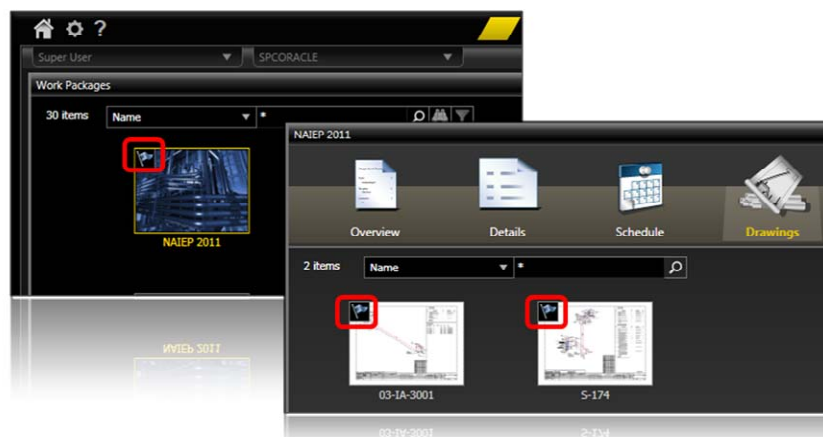 ?
Super User
SPCORACLE
Work Packages
30 items
Name
*
NAIEP 2011
NAIEP 2011
Overview
Details
Schedule
Drawings
2 items
Name
*
03-IA-3001
S-174